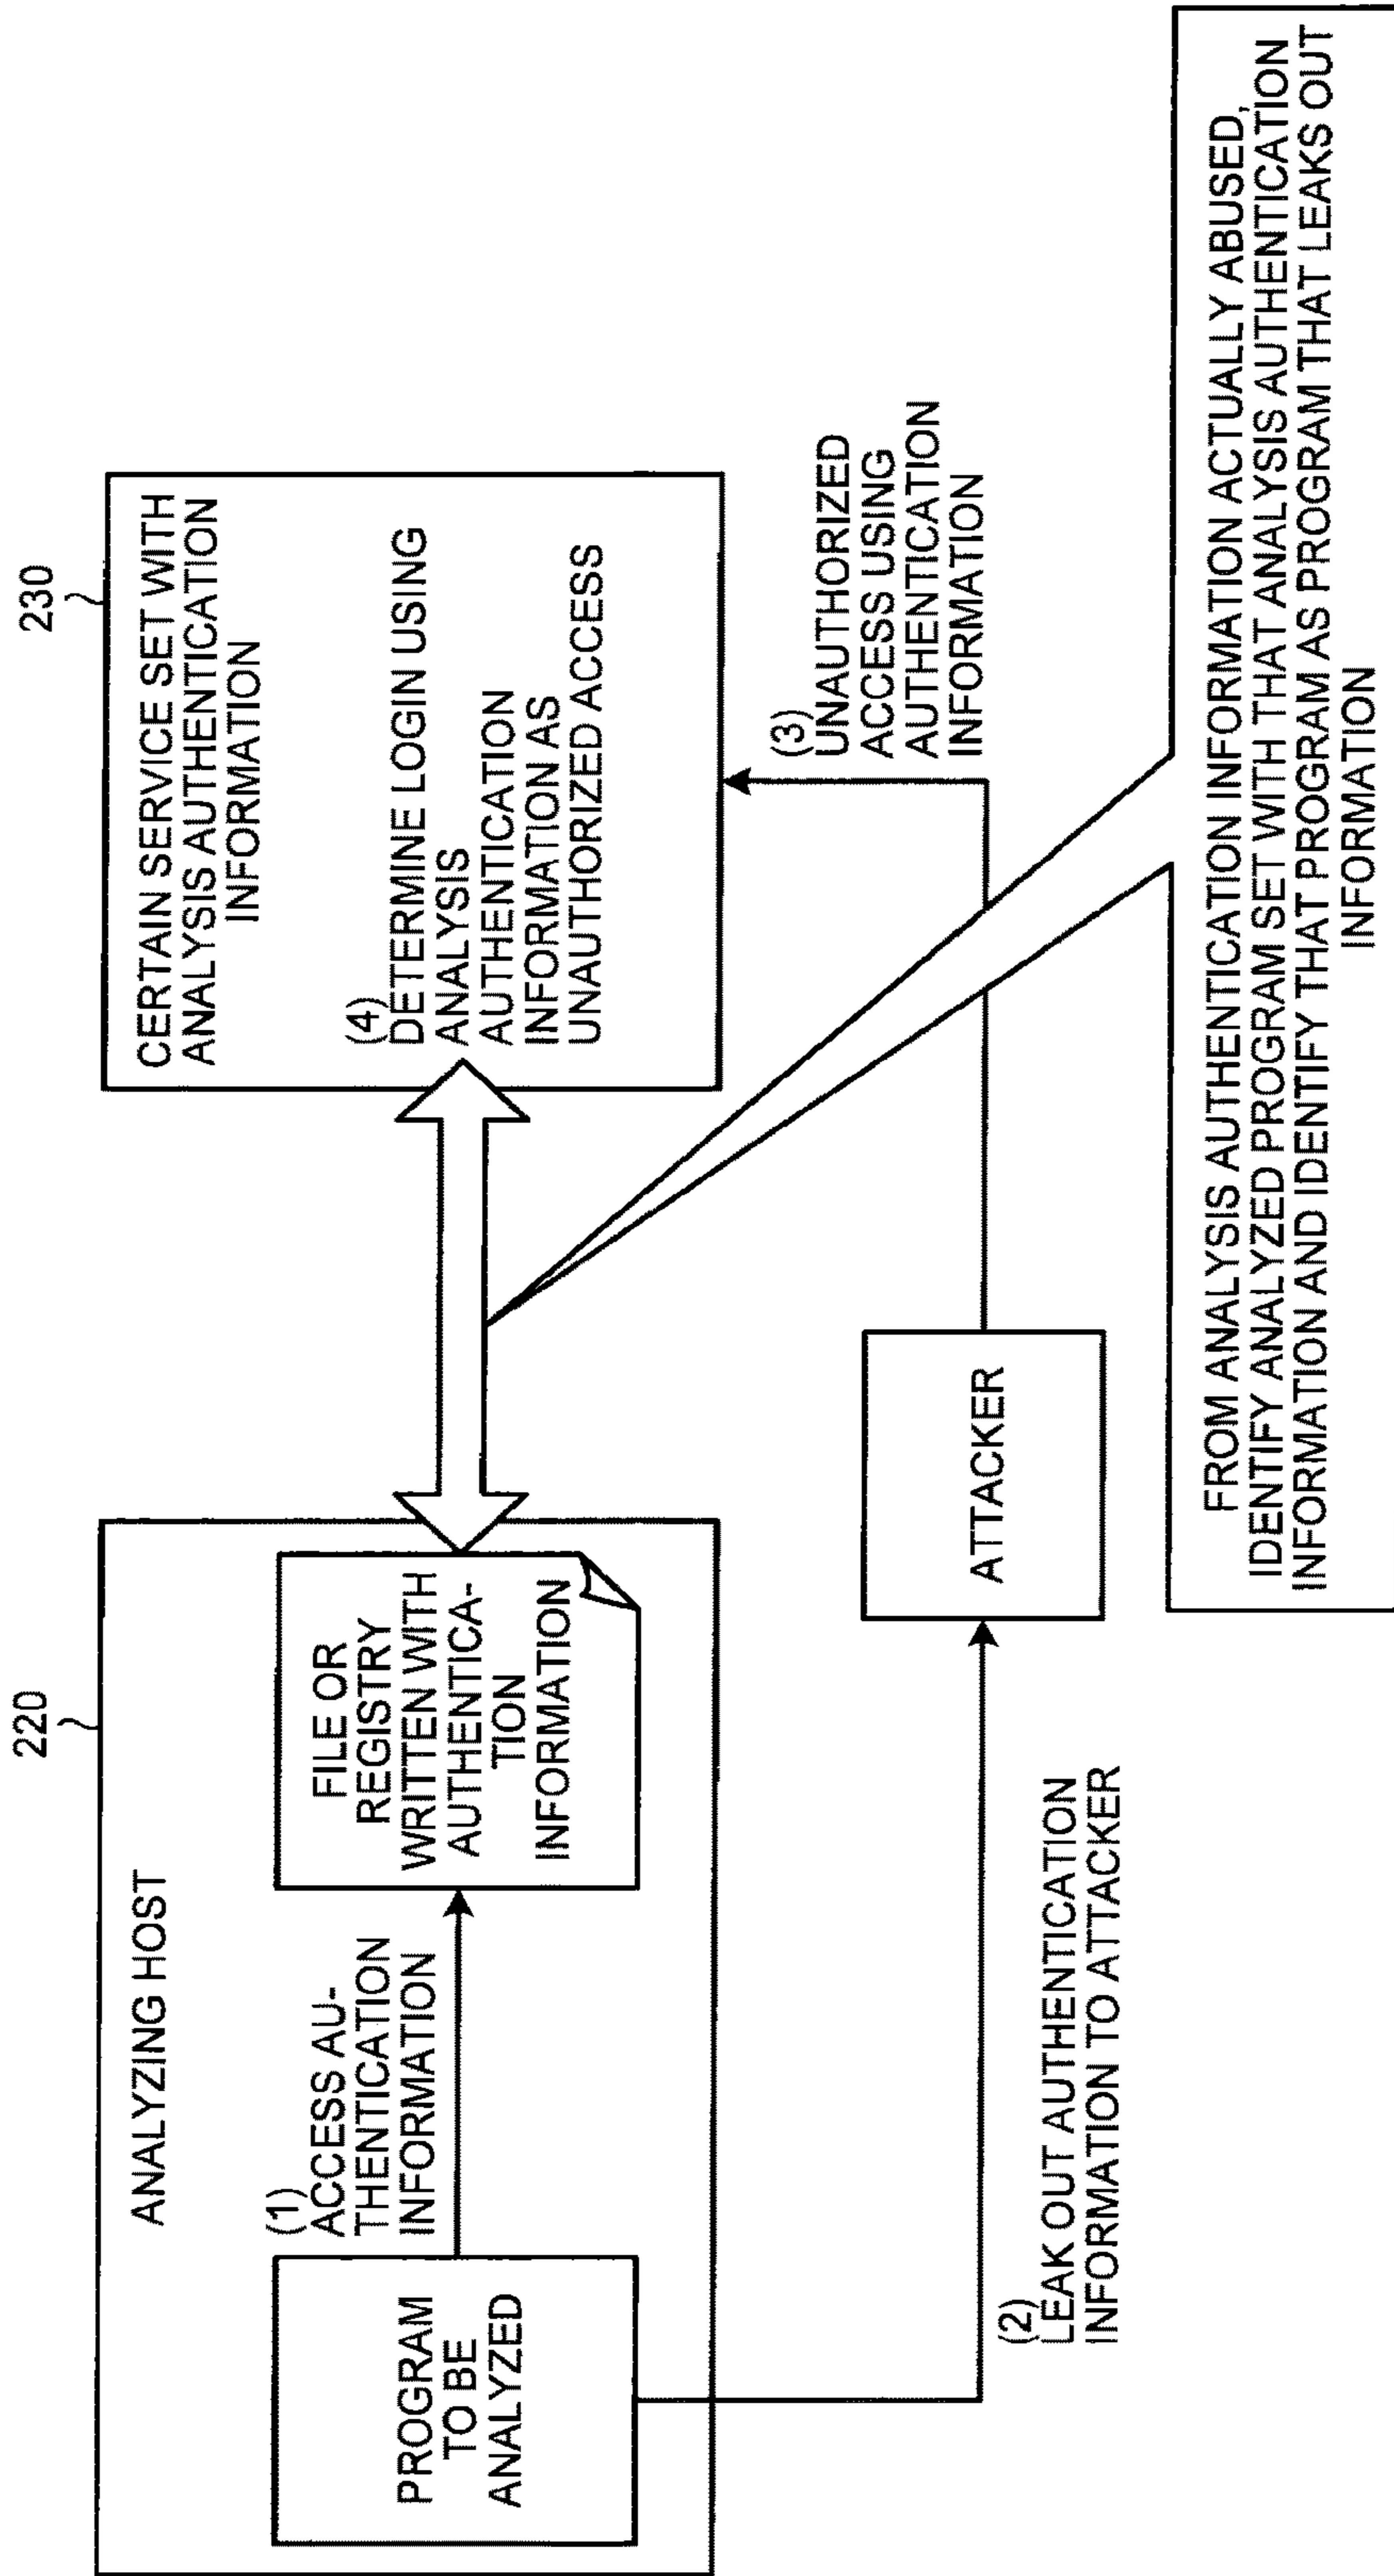 220
ANALYZING HOST
PROGRAM
TO BE
ANALYZED
(1)
ACCESS AU-
THENTICATION
INFORMATION
FILE OR
REGISTRY
WRITTEN WITH
AUTHENTICA-
TION
INFORMATION
230
CERTAIN SERVICE SET WITH
ANALYSIS AUTHENTICATION
INFORMATION
(4)
DETERMINE LOGIN USING
ANALYSIS
AUTHENTICATION
INFORMATION AS
UNAUTHORIZED ACCESS
(2)
LEAK OUT AUTHENTICATION
INFORMATION TO ATTACKER
ATTACKER
(3)
UNAUTHORIZED
ACCESS USING
AUTHENTICATION
INFORMATION
FROM ANALYSIS AUTHENTICATION INFORMATION ACTUALLY ABUSED,
IDENTIFY ANALYZED PROGRAM SET WITH THAT ANALYSIS AUTHENTICATION
INFORMATION AND IDENTIFY THAT PROGRAM AS PROGRAM THAT LEAKS OUT
INFORMATION